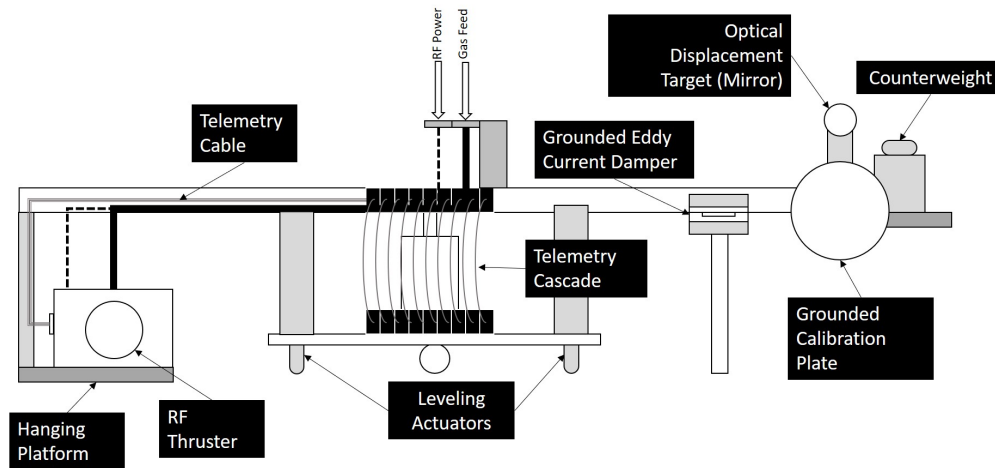 RF Power
Gas Feed
Optical
Displacement
Target (Mirror)
Counterweight
Telemetry
Cable
Grounded Eddy
Current Damper
Telemetry
Cascade
Grounded
Calibration
Plate
Leveling
Actuators
Hanging
Platform
RF
Thruster